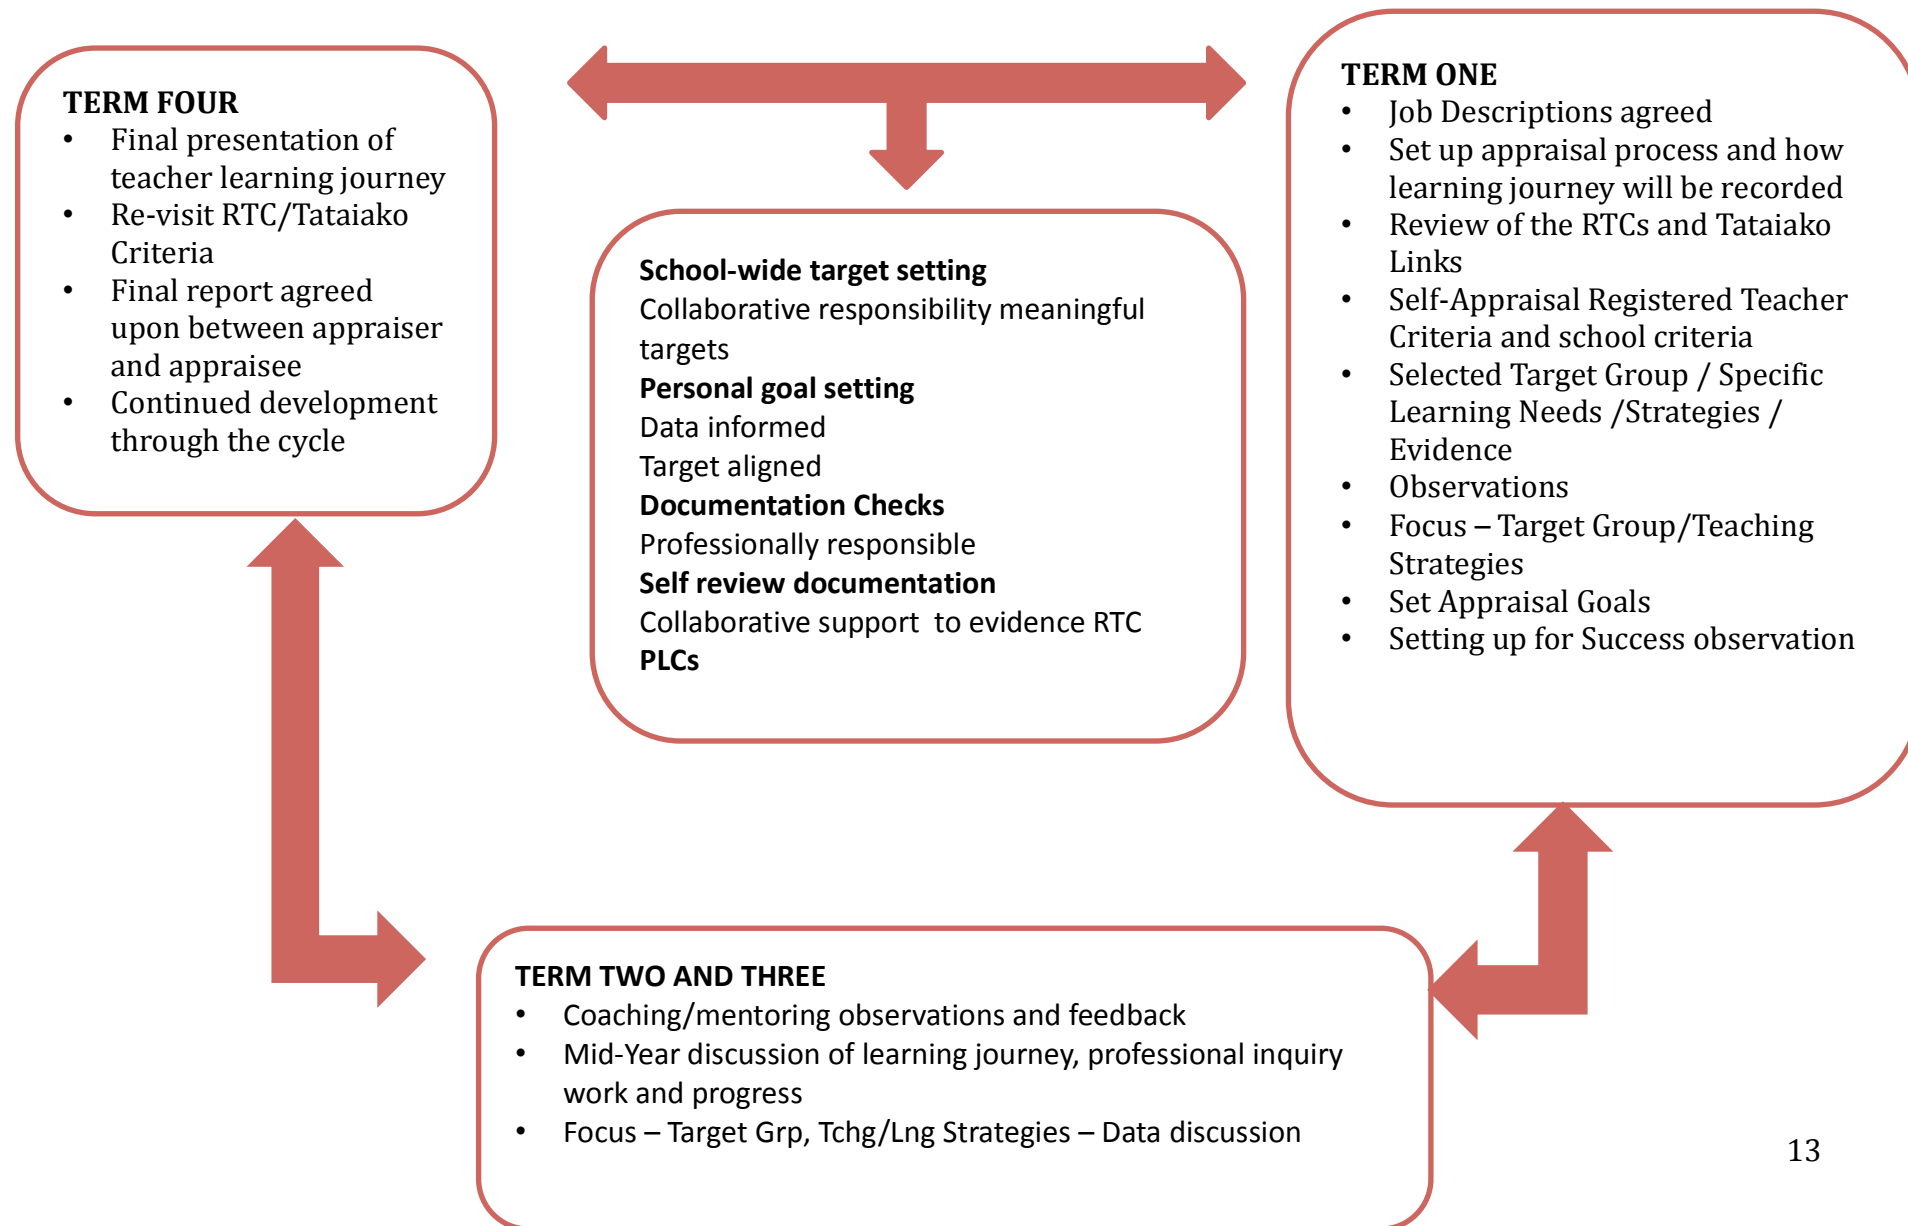 TERM FOUR
• Final presentation of
teacher learning journey
• Re-visit RTC/Tataiako
Criteria
• Final report agreed
upon between appraiser
and appraisee
• Continued development
through the cycle
School-wide target setting
Collaborative responsibility meaningful
targets
Personal goal setting
Data informed
Target aligned
Documentation Checks
Professionally responsible
Self review documentation
Collaborative support to evidence RTC
PLCs
TERM ONE
• Job Descriptions agreed
• Set up appraisal process and how
learning journey will be recorded
• Review of the RTCs and Tataiako
Links
• Self-Appraisal Registered Teacher
Criteria and school criteria
• Selected Target Group / Specific
Learning Needs /Strategies /
Evidence
• Observations
• Focus – Target Group/Teaching
Strategies
• Set Appraisal Goals
• Setting up for Success observation
TERM TWO AND THREE
• Coaching/mentoring observations and feedback
• Mid-Year discussion of learning journey, professional inquiry
work and progress
• Focus – Target Grp, Tchg/Lng Strategies – Data discussion
13